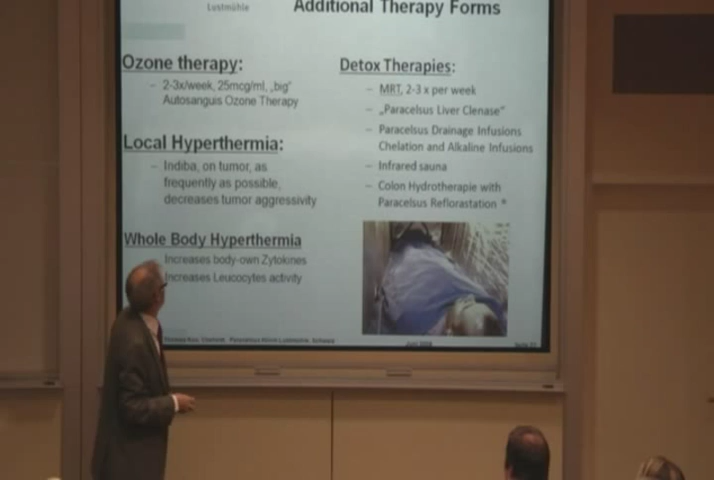 Lustmühle
Additional Therapy Forms
Ozone therapy:
– 2-3x/week, 25mcg/ml, „big"
Autosanguis Ozone Therapy
Local Hyperthermia:
– Indiba, on tumor, as
frequently as possible,
decreases tumor aggressivity
Whole Body Hyperthermia
Increases body-own Zytokines
Increases Leucocytes activity
Detox Therapies:
– MRT, 2-3 x per week
– „Paracelsus Liver Clenase"
– Paracelsus Drainage Infusions
Chelation and Alkaline Infusions
– Infrared sauna
– Colon Hydrotherapie with
Paracelsus Reflorastation ®